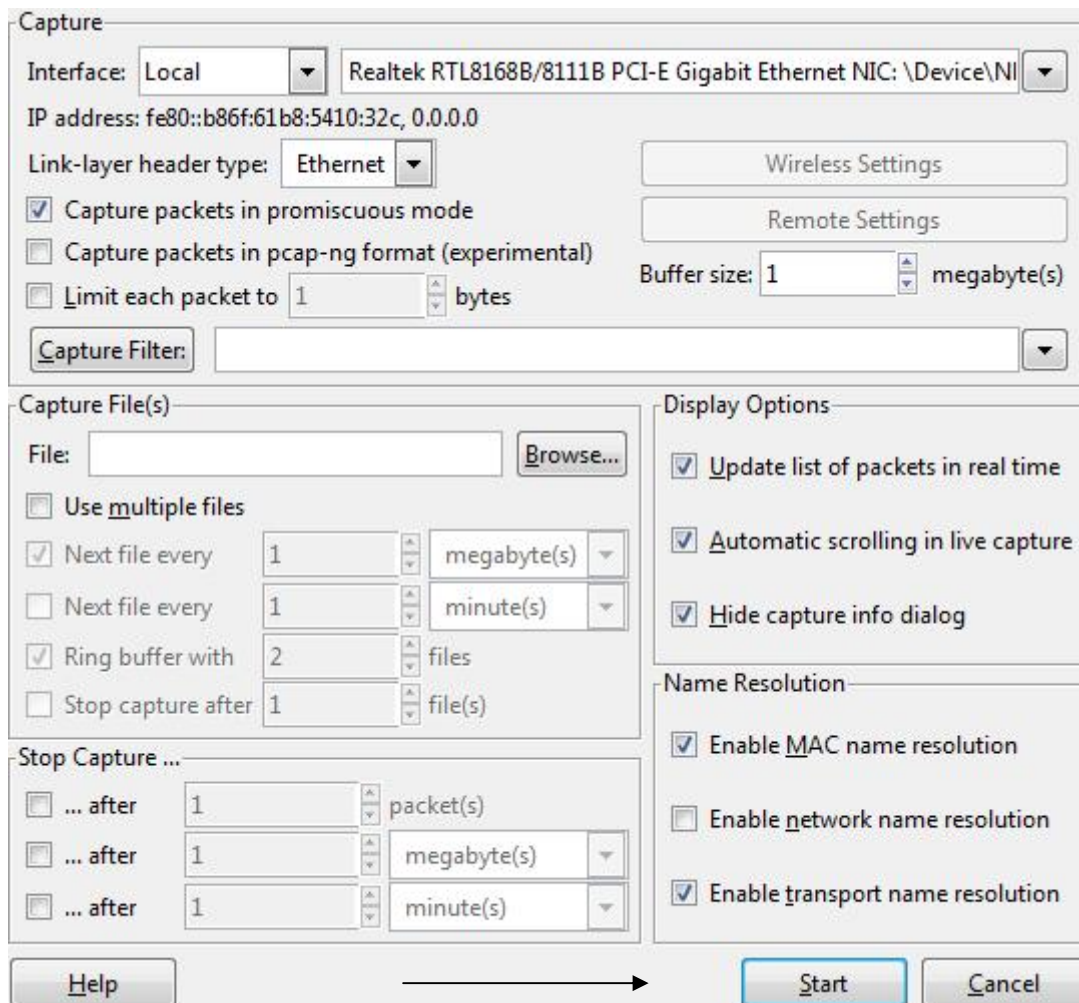 Capture
Interface: Local Realtek RTL8168B/8111B PCI-E Gigabit Ethernet NIC: \Device\NI
IP address: fe80::b86f:61b8:5410:32c, 0.0.0.0
Link-layer header type: Ethernet Wireless Settings
Capture packets in promiscuous mode Remote Settings
Capture packets in pcap-ng format (experimental)
Buffer size: 1 megabyte(s)
Limit each packet to 1 bytes
Capture Filter:
Capture File(s)
File: Browse...
Use multiple files
Next file every 1 megabyte(s)
Next file every 1 minute(s)
Ring buffer with 2 files
Stop capture after 1 file(s)
Stop Capture ...
... after 1 packet(s)
... after 1 megabyte(s)
... after 1 minute(s)
Display Options
Update list of packets in real time
Automatic scrolling in live capture
Hide capture info dialog
Name Resolution
Enable MAC name resolution
Enable network name resolution
Enable transport name resolution
Help Start Cancel